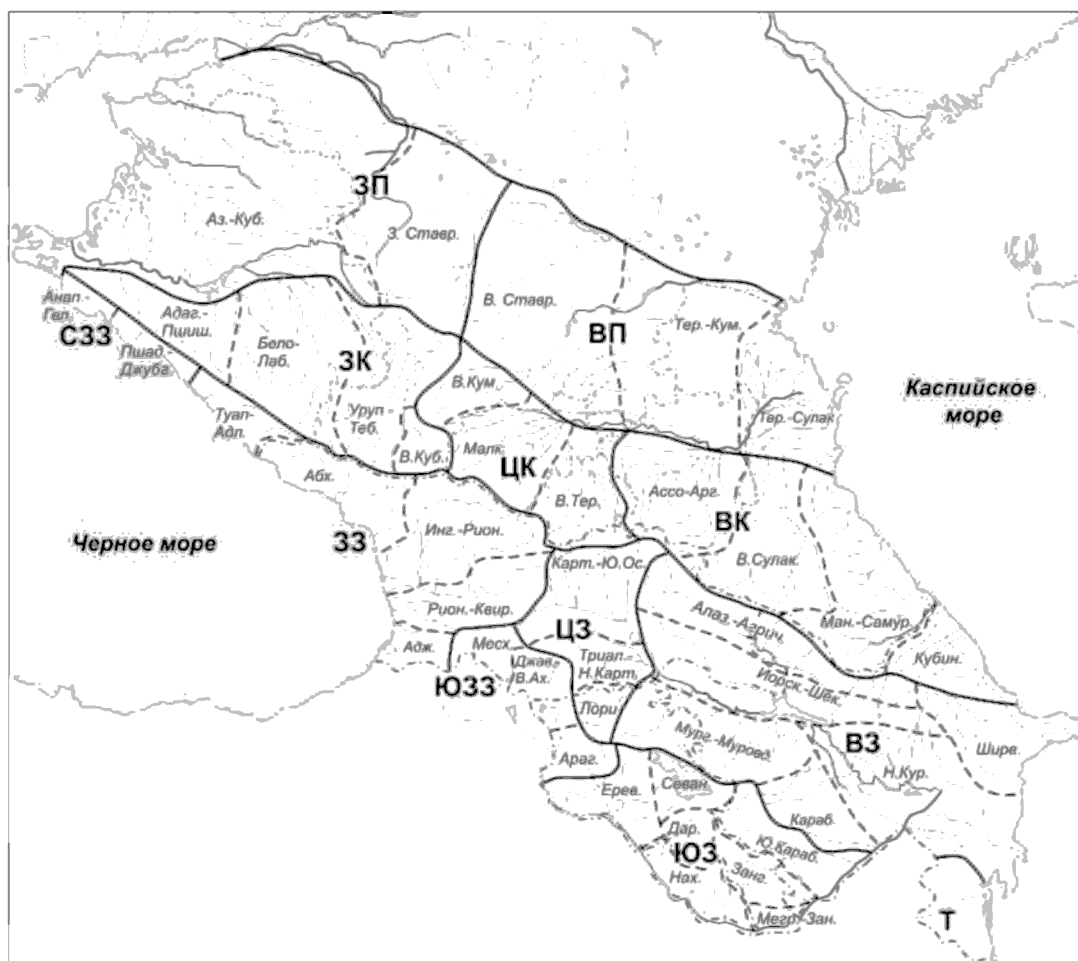 ЗП
Аз.-Куб.
З. Ставр.
Анап.-
Гел.
СЗЗ
Адаг.-
Пшиш.
В. Ставр.
ВП
Тер.-Кум.
Пшад.-
Джубг.
Бело-
Лаб.
ЗК
Каспийское
море
В.Кум.
Туап.-
Адл.
Уруп.-
Теб.
Тер.-Сулак.
Абх.
В.Куб.
Малк.
ЦК
В.Тер.
Ассо-Арг.
ВК
Черное море
ЗЗ
Инг.-Рион.
Карт.-Ю.Ос.
В.Сулак.
Рион.-Квир.
ЦЗ
Алаз.-Агрич.
Ман.-Самур.
Адж.
Месх.
Джав.-
В.Ах.
Триал.-
Н.Карт.
Кубин.
ЮЗЗ
Иорск.-Шек.
Лори
Мург.-Муровд.
ВЗ
Ширв.
Араг.
Н.Кур.
Ерев.
Севан.
Караб.
Дар.
ЮЗ
Ю.Караб.
Нах.
Занг.
Мегр.-Зан.
Т